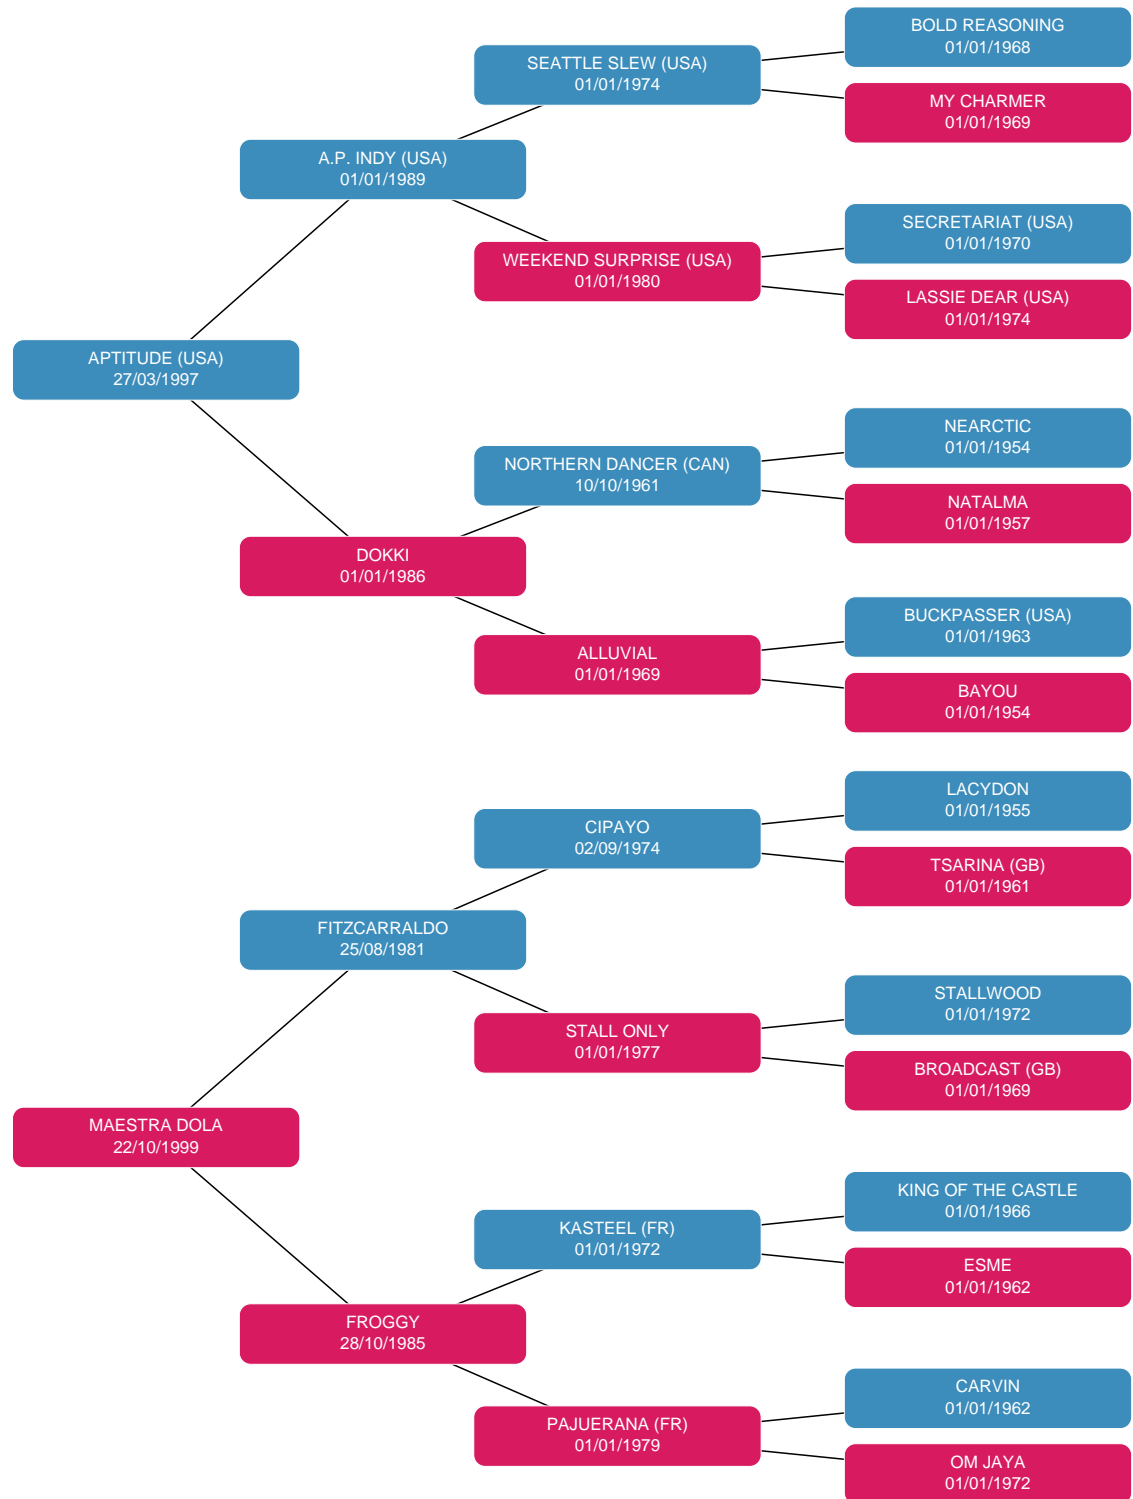 BOLD REASONING
01/01/1968
SEATTLE SLEW (USA)
01/01/1974
MY CHARMER
01/01/1969
A.P. INDY (USA)
01/01/1989
SECRETARIAT (USA)
01/01/1970
WEEKEND SURPRISE (USA)
01/01/1980
LASSIE DEAR (USA)
01/01/1974
APTITUDE (USA)
27/03/1997
NEARCTIC
01/01/1954
NORTHERN DANCER (CAN)
10/10/1961
NATALMA
01/01/1957
DOKKI
01/01/1986
BUCKPASSER (USA)
01/01/1963
ALLUVIAL
01/01/1969
BAYOU
01/01/1954
LACYDON
01/01/1955
CIPAYO
02/09/1974
TSARINA (GB)
01/01/1961
FITZCARRALDO
25/08/1981
STALLWOOD
01/01/1972
STALL ONLY
01/01/1977
BROADCAST (GB)
01/01/1969
MAESTRA DOLA
22/10/1999
KING OF THE CASTLE
01/01/1966
KASTEEL (FR)
01/01/1972
ESME
01/01/1962
FROGGY
28/10/1985
CARVIN
01/01/1962
PAJUERANA (FR)
01/01/1979
OM JAYA
01/01/1972